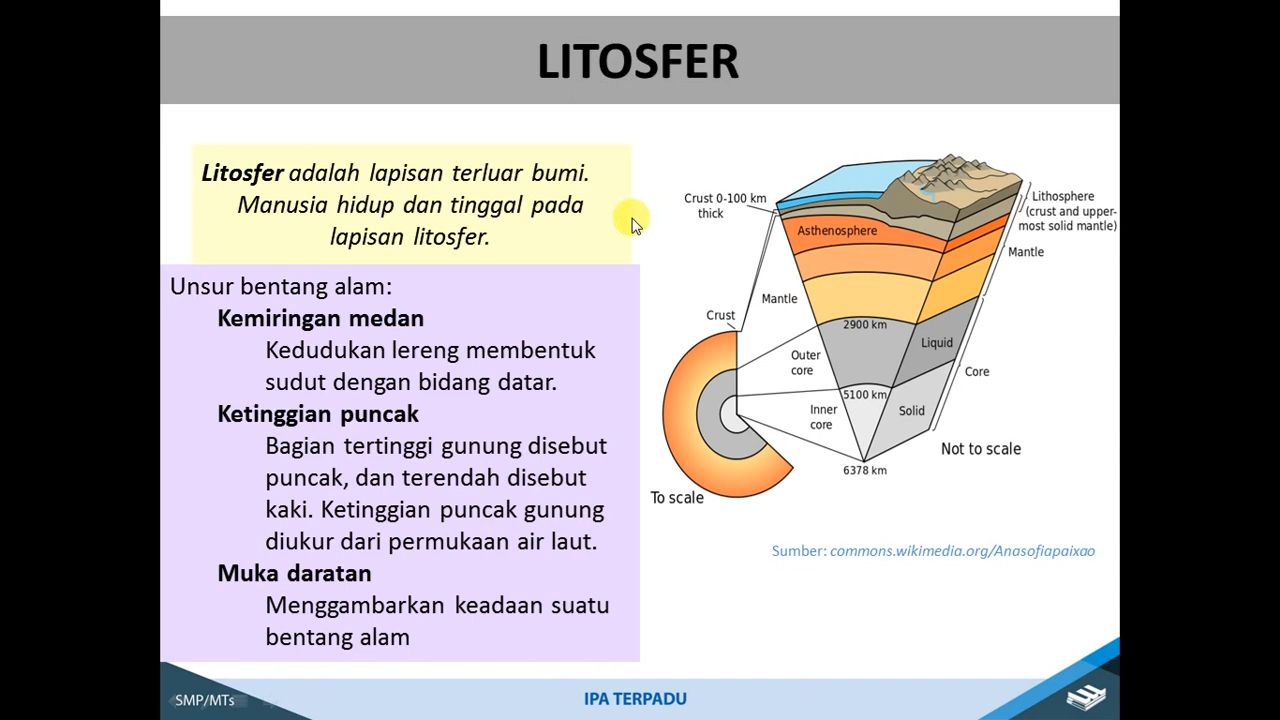 LITOSFER
Litosfer adalah lapisan terluar bumi.
Manusia hidup dan tinggal pada
lapisan litosfer.
Unsur bentang alam:
Kemiringan medan
Kedudukan lereng membentuk
sudut dengan bidang datar.
Ketinggian puncak
Bagian tertinggi gunung disebut
puncak, dan terendah disebut
kaki. Ketinggian puncak gunung
diukur dari permukaan air laut.
Muka daratan
Menggambarkan keadaan suatu
bentang alam
Crust 0-100 km
thick
Asthenosphere
Lithosphere
(crust and upper-
most solid mantle)
Mantle
Mantle
Crust
2900 km
Liquid
Outer
core
Core
5100 km
Inner
core
Solid
6378 km
Not to scale
To scale
Sumber: commons.wikimedia.org/Anasofiapaixao
SMP/MTs
IPA TERPADU